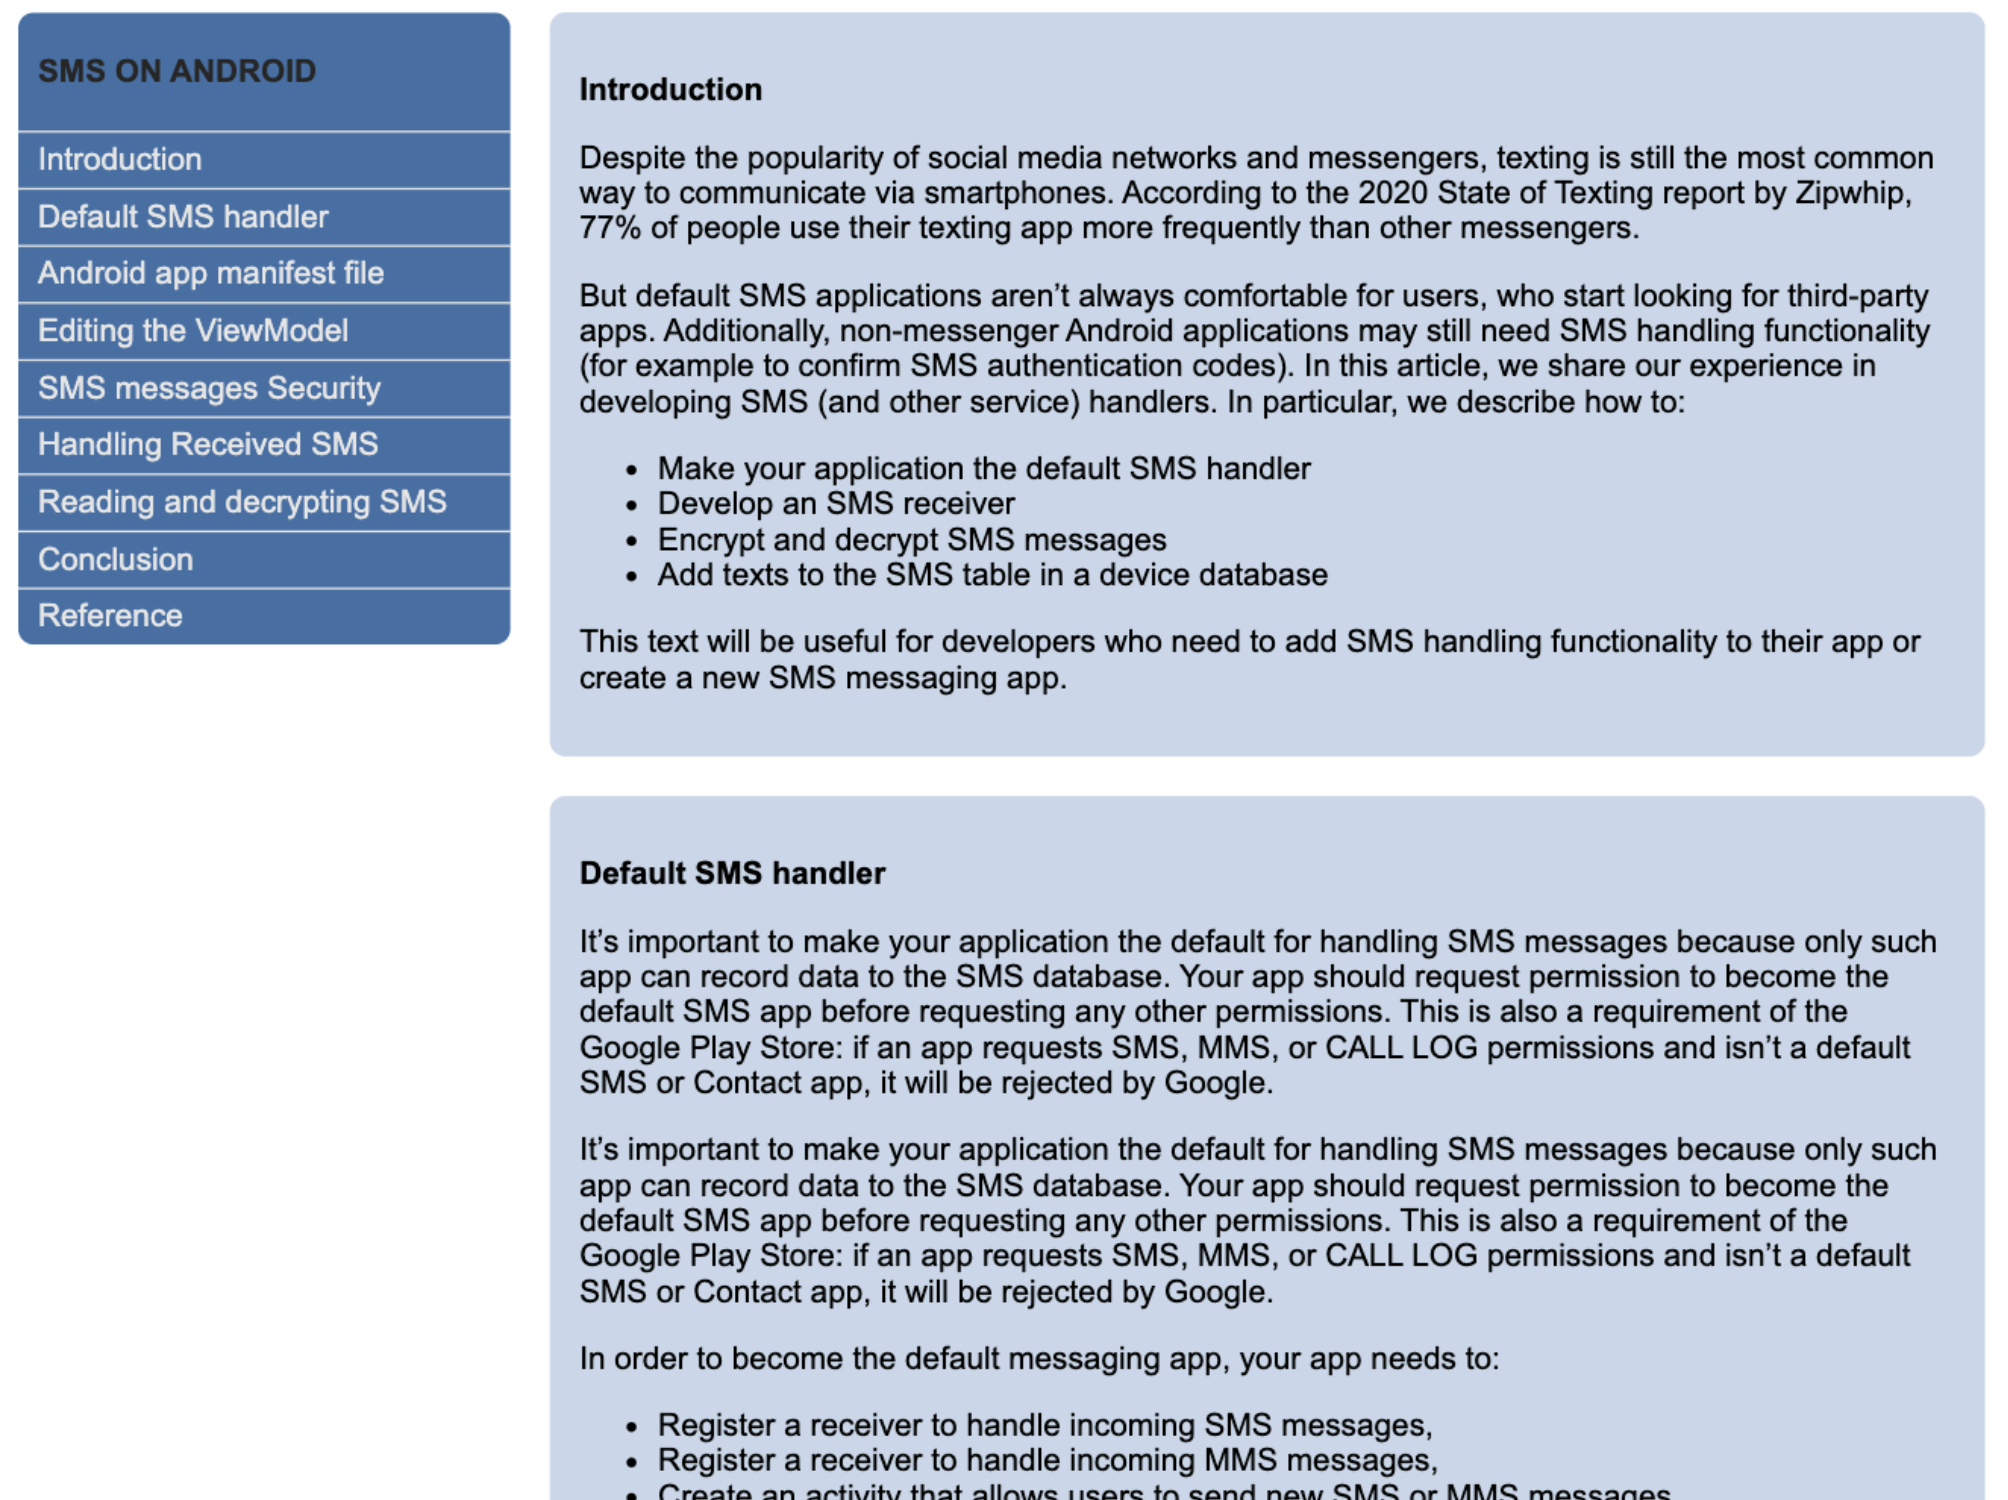 SMS ON ANDROID
Introduction
Default SMS handler
Android app manifest file
Editing the ViewModel
SMS messages Security
Handling Received SMS
Reading and decrypting SMS
Conclusion
Reference
Introduction
Despite the popularity of social media networks and messengers, texting is still the most common
way to communicate via smartphones. According to the 2020 State of Texting report by Zipwhip,
77% of people use their texting app more frequently than other messengers.
But default SMS applications aren’t always comfortable for users, who start looking for third-party
apps. Additionally, non-messenger Android applications may still need SMS handling functionality
(for example to confirm SMS authentication codes). In this article, we share our experience in
developing SMS (and other service) handlers. In particular, we describe how to:
• Make your application the default SMS handler
• Develop an SMS receiver
• Encrypt and decrypt SMS messages
• Add texts to the SMS table in a device database
This text will be useful for developers who need to add SMS handling functionality to their app or
create a new SMS messaging app.
Default SMS handler
It’s important to make your application the default for handling SMS messages because only such
app can record data to the SMS database. Your app should request permission to become the
default SMS app before requesting any other permissions. This is also a requirement of the
Google Play Store: if an app requests SMS, MMS, or CALL LOG permissions and isn’t a default
SMS or Contact app, it will be rejected by Google.
It’s important to make your application the default for handling SMS messages because only such
app can record data to the SMS database. Your app should request permission to become the
default SMS app before requesting any other permissions. This is also a requirement of the
Google Play Store: if an app requests SMS, MMS, or CALL LOG permissions and isn’t a default
SMS or Contact app, it will be rejected by Google.
In order to become the default messaging app, your app needs to:
• Register a receiver to handle incoming SMS messages,
• Register a receiver to handle incoming MMS messages,
• Create an activity that allows users to send new SMS or MMS messages